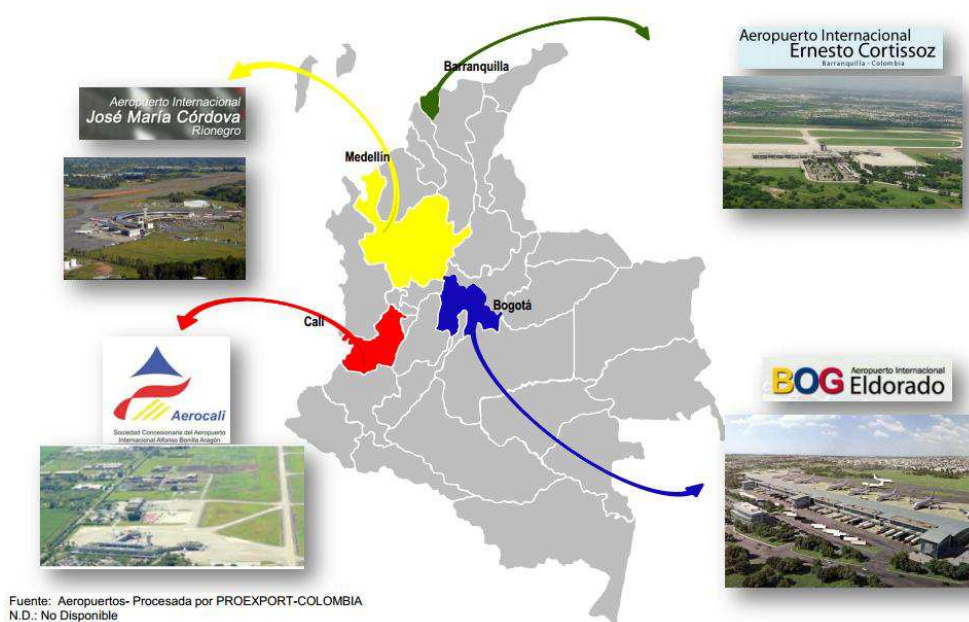 Aeropuerto Internacional
Ernesto Cortissoz
Barranquilla - Colombia
Barranquilla
Aeropuerto Internacional
José María Córdova
Rionegro
Medellín
Bogotá
Cali
Aerocali
Sociedad Concesionaria del Aeropuerto
Internacional Alfonso Bonilla Aragón
BOG Aeropuerto Internacional
Eldorado
Fuente: Aeropuertos- Procesada por PROEXPORT-COLOMBIA
N.D.: No Disponible